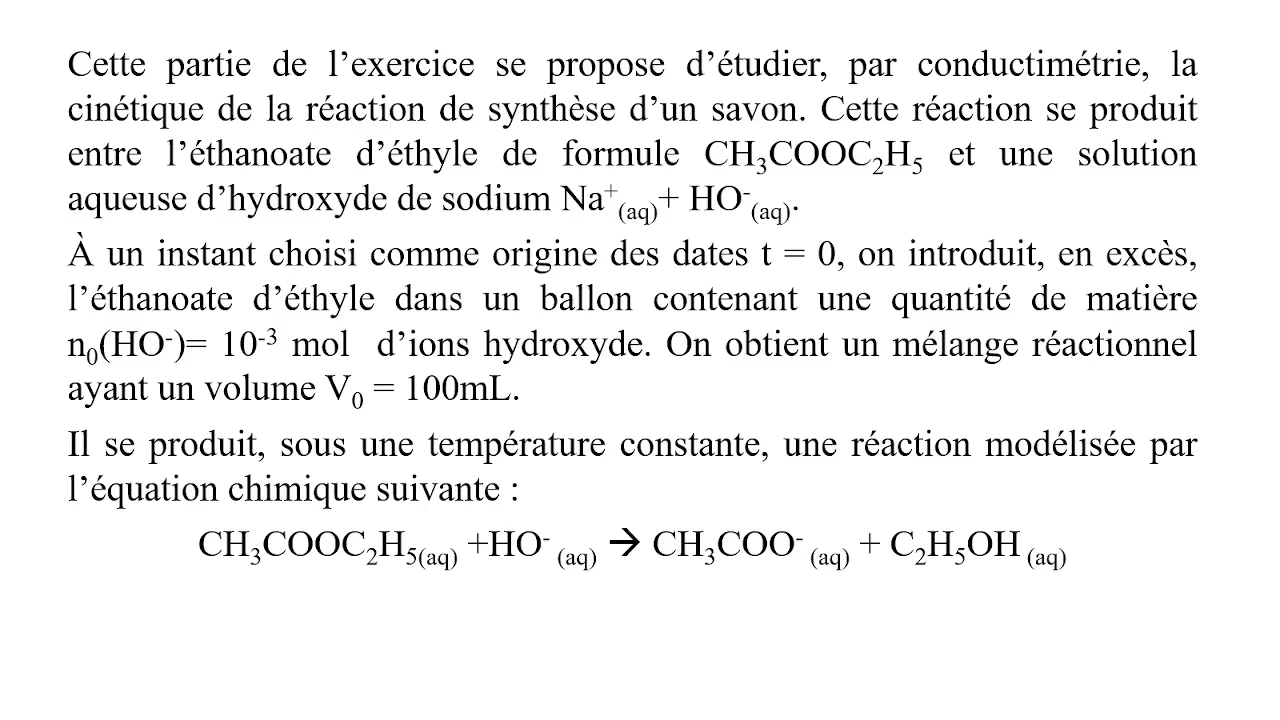 Cette partie de l’exercice se propose d’étudier, par conductimétrie, la
cinétique de la réaction de synthèse d’un savon. Cette réaction se produit
entre l’éthanoate d’éthyle de formule CH₃COOC₂H₅ et une solution
aqueuse d’hydroxyde de sodium Na⁺₍aq₎+ HO⁻₍aq₎.
À un instant choisi comme origine des dates t = 0, on introduit, en excès,
l’éthanoate d’éthyle dans un ballon contenant une quantité de matière
n₀(HO⁻)= 10⁻³ mol d’ions hydroxyde. On obtient un mélange réactionnel
ayant un volume V₀ = 100mL.
Il se produit, sous une température constante, une réaction modélisée par
l’équation chimique suivante :
CH₃COOC₂H₅(aq) +HO⁻ (aq) → CH₃COO⁻ (aq) + C₂H₅OH (aq)